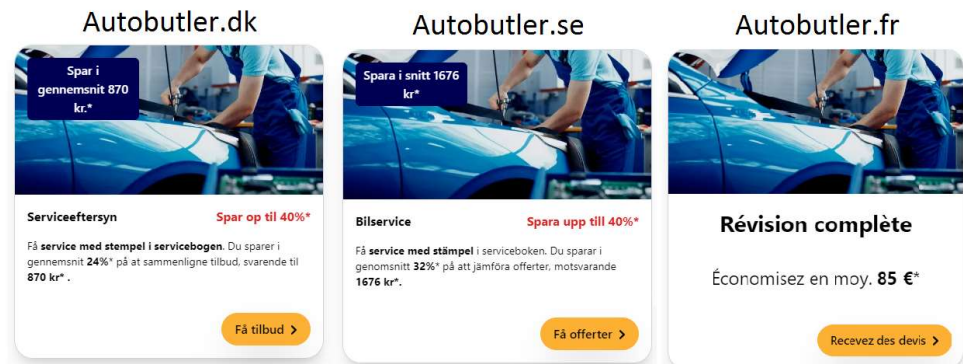 Autobutler.dk
Spar i
gennemsnit 870
kr.*
Serviceeftersyn
Spar op til 40%*
Få service med stempel i servicebogen. Du sparer i
gennemsnit 24%* på at sammenligne tilbud, svarende til
870 kr* .
Få tilbud
Autobutler.se
Spara i snitt 1676
kr*
Bilservice
Spara upp till 40%*
Få service med stämpel i serviceboken. Du sparar i
genomsnitt 32%* på att jämföra offerter, motsvarande
1676 kr*.
Få offerter
Autobutler.fr
Révision complète
Économisez en moy. 85 €*
Recevez des devis